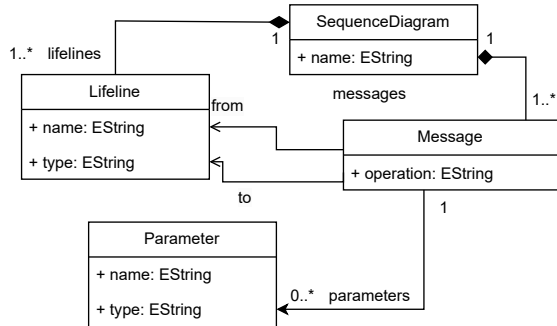 SequenceDiagram
+ name: EString
1
1
1..* lifelines
messages
1..*
Lifeline
+ name: EString
+ type: EString
from
to
Message
+ operation: EString
1
Parameter
+ name: EString
+ type: EString
0..* parameters